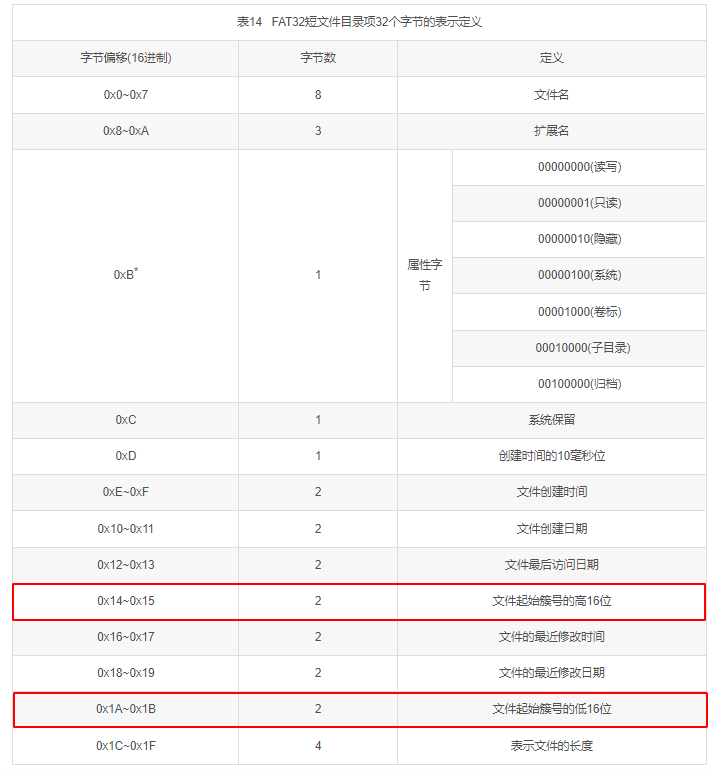 表14 FAT32短文件目录项32个字节的表示定义
字节偏移(16进制) 字节数 定义
0x0~0x7 8 文件名
0x8~0xA 3 扩展名
0xB* 1 属性字节 00000000(读写)
00000001(只读)
00000010(隐藏)
00000100(系统)
00001000(卷标)
00010000(子目录)
00100000(归档)
0xC 1 系统保留
0xD 1 创建时间的10毫秒位
0xE~0xF 2 文件创建时间
0x10~0x11 2 文件创建日期
0x12~0x13 2 文件最后访问日期
0x14~0x15 2 文件起始簇号的高16位
0x16~0x17 2 文件的最近修改时间
0x18~0x19 2 文件的最近修改日期
0x1A~0x1B 2 文件起始簇号的低16位
0x1C~0x1F 4 表示文件的长度